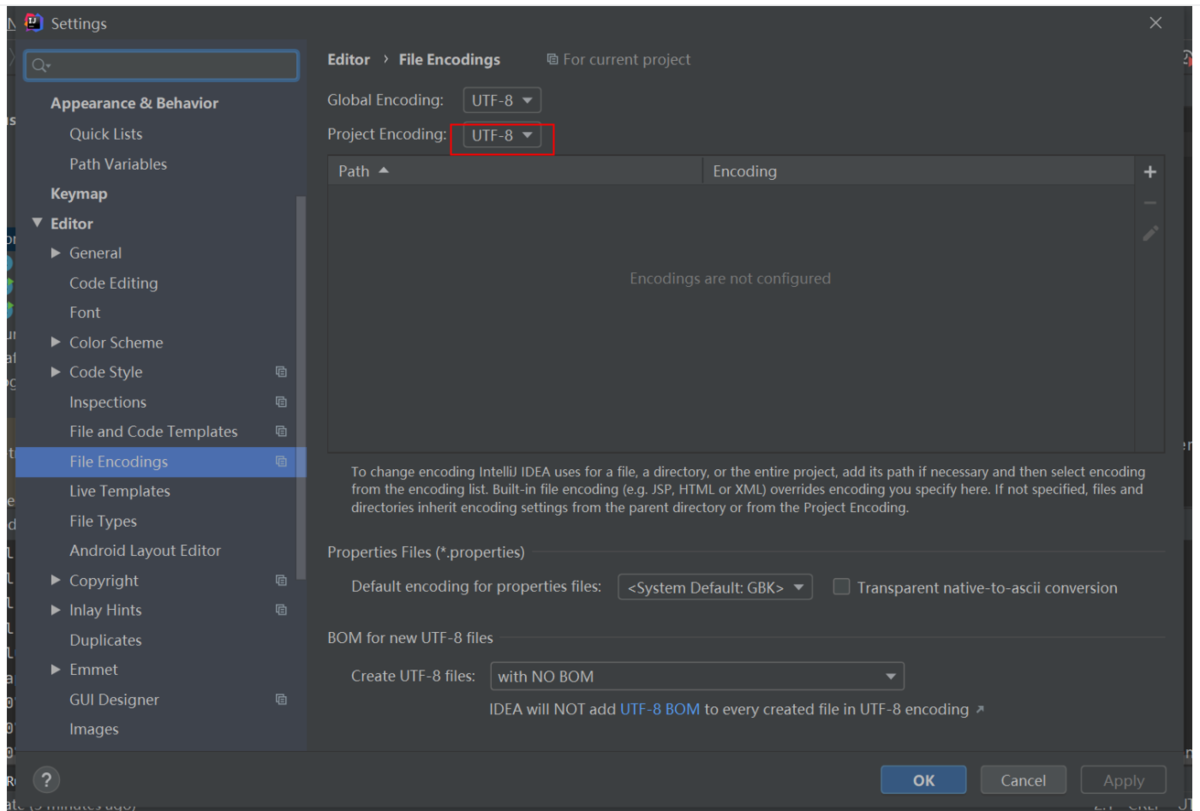 Settings
Editor › File Encodings For current project
Global Encoding: UTF-8
Project Encoding: UTF-8
Path Encoding
Encodings are not configured
To change encoding IntelliJ IDEA uses for a file, a directory, or the entire project, add its path if necessary and then select encoding
from the encoding list. Built-in file encoding (e.g. JSP, HTML or XML) overrides encoding you specify here. If not specified, files and
directories inherit encoding settings from the parent directory or from the Project Encoding.
Properties Files (*.properties)
Default encoding for properties files: <System Default: GBK> Transparent native-to-ascii conversion
BOM for new UTF-8 files
Create UTF-8 files: with NO BOM
IDEA will NOT add UTF-8 BOM to every created file in UTF-8 encoding ↗
Appearance & Behavior
Quick Lists
Path Variables
Keymap
Editor
General
Code Editing
Font
Color Scheme
Code Style
Inspections
File and Code Templates
File Encodings
Live Templates
File Types
Android Layout Editor
Copyright
Inlay Hints
Duplicates
Emmet
GUI Designer
Images
?
OK Cancel Apply